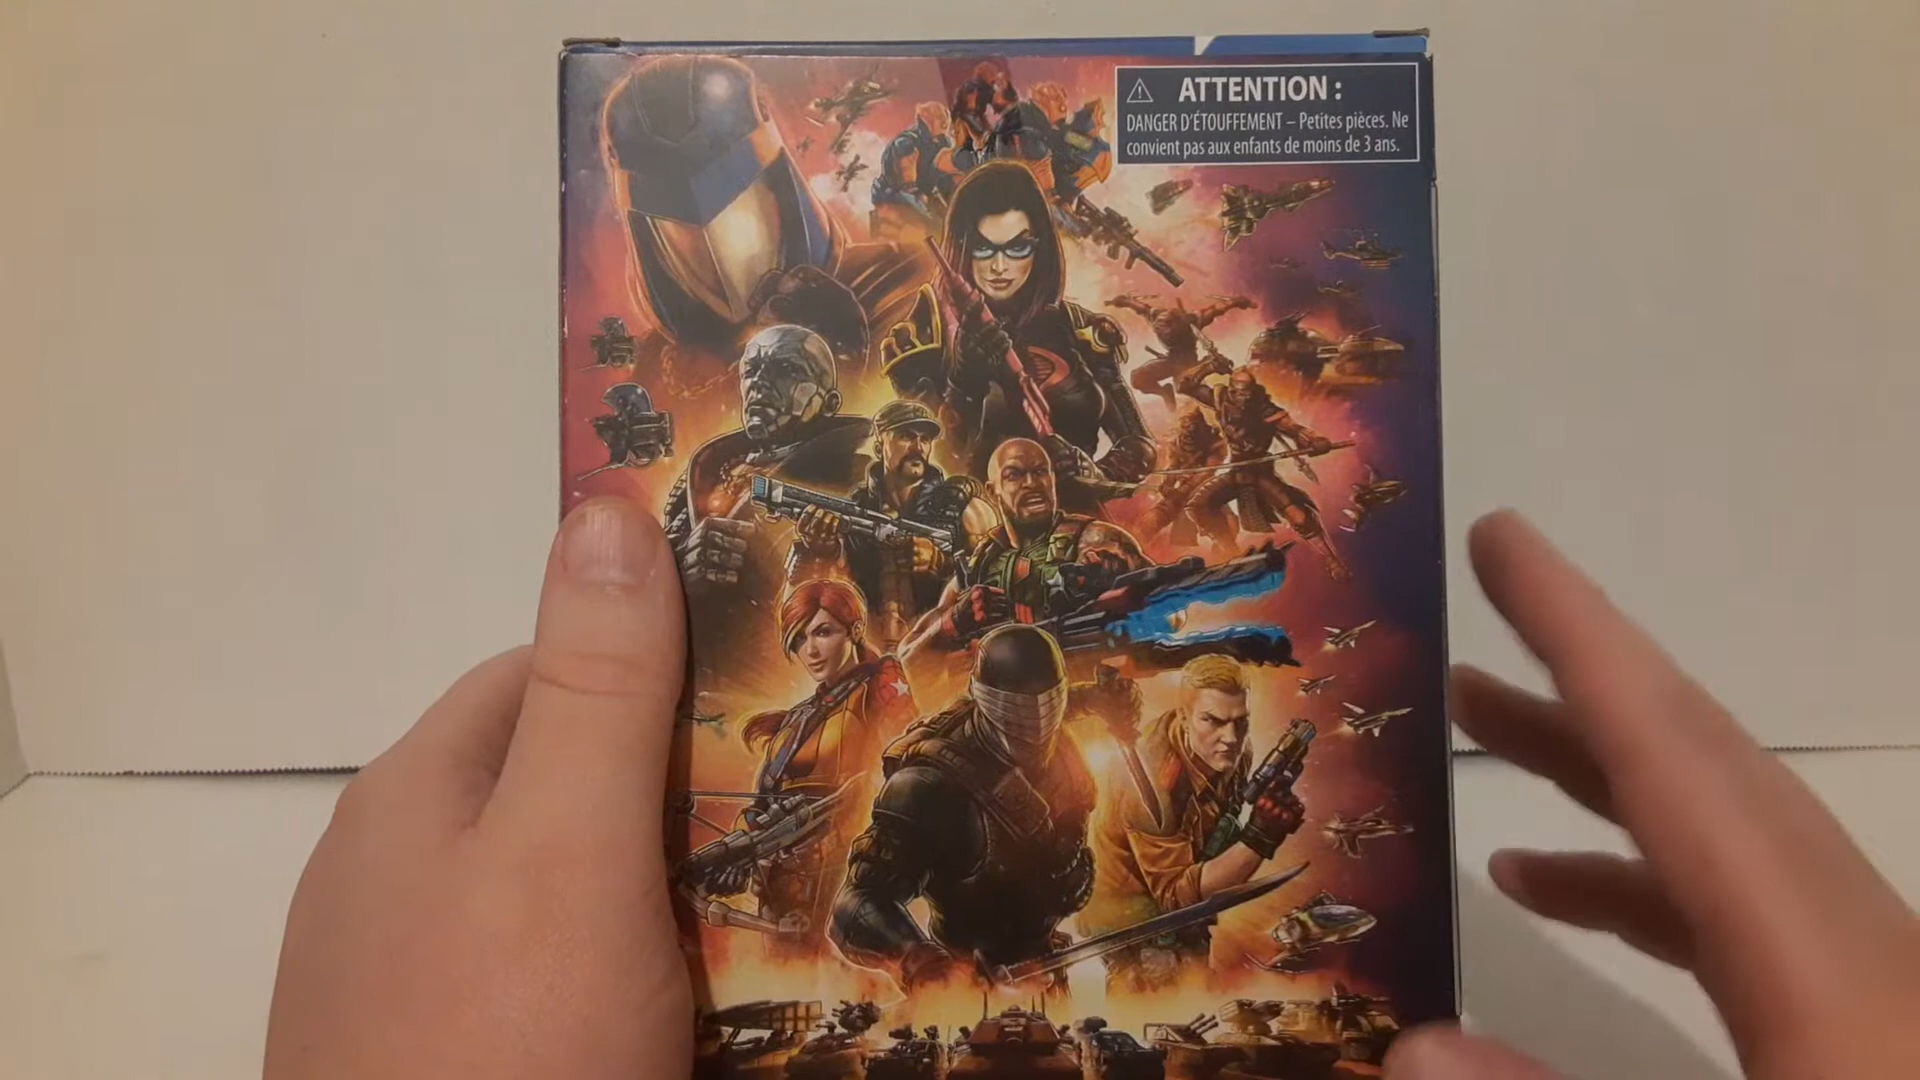 ATTENTION :
DANGER D'ÉTOUFFEMENT – Petites pièces. Ne
convient pas aux enfants de moins de 3 ans.